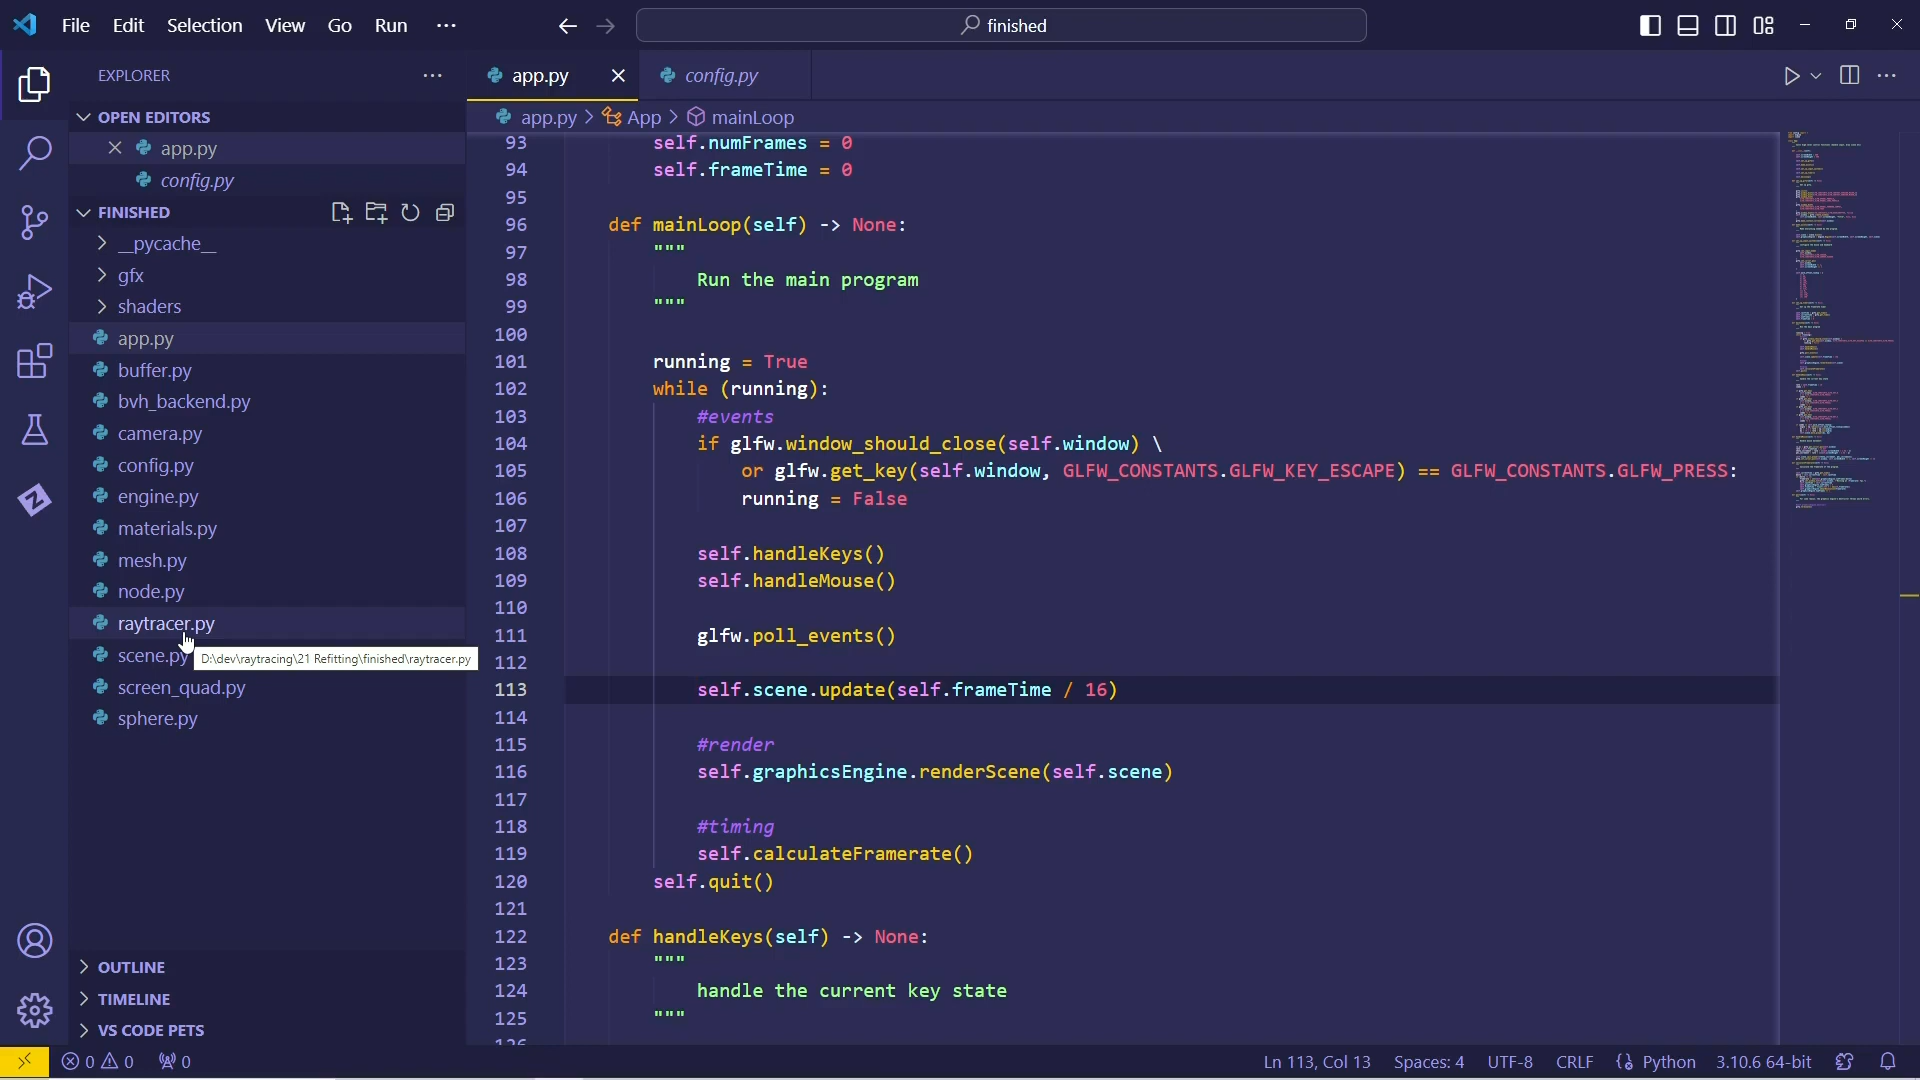 File Edit Selection View Go Run ···
finished
EXPLORER
app.py
config.py
OPEN EDITORS
app.py > App > mainLoop
app.py
config.py
FINISHED
__pycache__
gfx
shaders
app.py
buffer.py
bvh_backend.py
camera.py
config.py
engine.py
materials.py
mesh.py
node.py
raytracer.py
scene.py
D:\dev\raytracing\21 Refitting\finished\raytracer.py
screen_quad.py
sphere.py
OUTLINE
TIMELINE
VS CODE PETS
93 self.numFrames = 0
94 self.frameTime = 0
95
96 def mainLoop(self) -> None:
97 """
98 Run the main program
99 """
100
101 running = True
102 while (running):
103 #events
104 if glfw.window_should_close(self.window) \
105 or glfw.get_key(self.window, GLFW_CONSTANTS.GLFW_KEY_ESCAPE) == GLFW_CONSTANTS.GLFW_PRESS:
106 running = False
107
108 self.handleKeys()
109 self.handleMouse()
110
111 glfw.poll_events()
112
113 self.scene.update(self.frameTime / 16)
114
115 #render
116 self.graphicsEngine.renderScene(self.scene)
117
118 #timing
119 self.calculateFramerate()
120 self.quit()
121
122 def handleKeys(self) -> None:
123 """
124 handle the current key state
125 """
0 0 0
Ln 113, Col 13 Spaces: 4 UTF-8 CRLF Python 3.10.6 64-bit